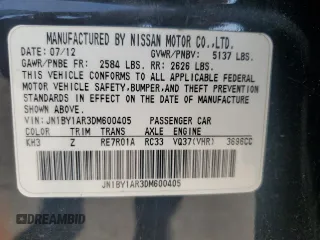 MANUFACTURED BY NISSAN MOTOR CO.,LTD.
DATE: 07/12 GVWR/PNBV: 5137 LBS.
GAWR/PNBE FR: 2584 LBS. RR: 2626 LBS.
THIS VEHICLE CONFORMS TO ALL APPLICABLE
FEDERAL MOTOR VEHICLE SAFETY,BUMPER,AND THEFT
PREVENTION STANDARDS IN EFFECT ON THE DATE OF
MANUFACTURE SHOWN ABOVE.
VIN:JN1BY1AR3DM600405 PASSENGER CAR
COLOR TRIM TRANS AXLE ENGINE
KH3 Z RE7R01A RC33 VQ37(VHR) 3696CC
JN1BY1AR3DM600405
© AUTOBIDMASTER